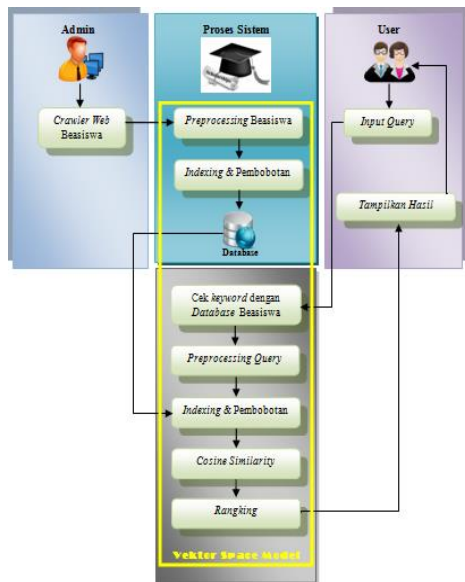 Admin
Proses Sistem
User
Crawler Web
Beasiswa
Preprocessing Beasiswa
Input Query
Indexing & Pembobotan
Tampilkan Hasil
Database
Cek keyword dengan
Database Beasiswa
Preprocessing Query
Indexing & Pembobotan
Cosine Similarity
Rangking
Vektor Space Model